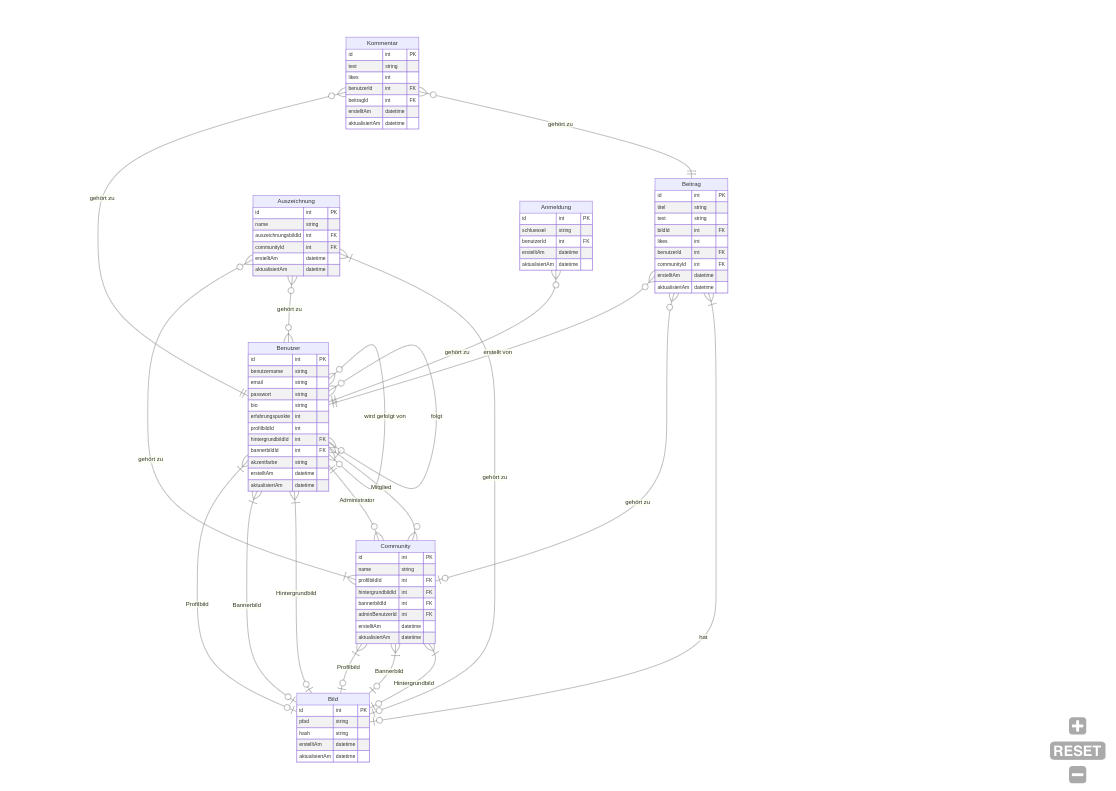 Kommentar
id int PK
text string
likes int
benutzerId int FK
beitragId int FK
erstelltAm datetime
aktualisiertAm datetime
gehört zu
gehört zu
Beitrag
id int PK
titel string
text string
bildId int FK
likes int
benutzerId int FK
communityId int FK
erstelltAm datetime
aktualisiertAm datetime
Auszeichnung
id int PK
name string
auszeichnungsbildId int FK
communityId int FK
erstelltAm datetime
aktualisiertAm datetime
Anmeldung
id int PK
schluessel string
benutzerId int FK
erstelltAm datetime
aktualisiertAm datetime
gehört zu
gehört zu
erstellt von
Benutzer
id int PK
benutzername string
email string
passwort string
bio string
erfahrungspunkte int
profilbildId int
hintergrundbildId int FK
bannerbildId int FK
akzentfarbe string
erstelltAm datetime
aktualisiertAm datetime
wird gefolgt von
folgt
gehört zu
gehört zu
Mitglied
Administrator
gehört zu
Community
id int PK
name string
profilbildId int FK
hintergrundbildId int FK
bannerbildId int FK
adminBenutzerId int FK
erstelltAm datetime
aktualisiertAm datetime
Profilbild
Bannerbild
Hintergrundbild
hat
Profilbild
Bannerbild
Hintergrundbild
Bild
id int PK
pfad string
hash string
erstelltAm datetime
aktualisiertAm datetime
RESET